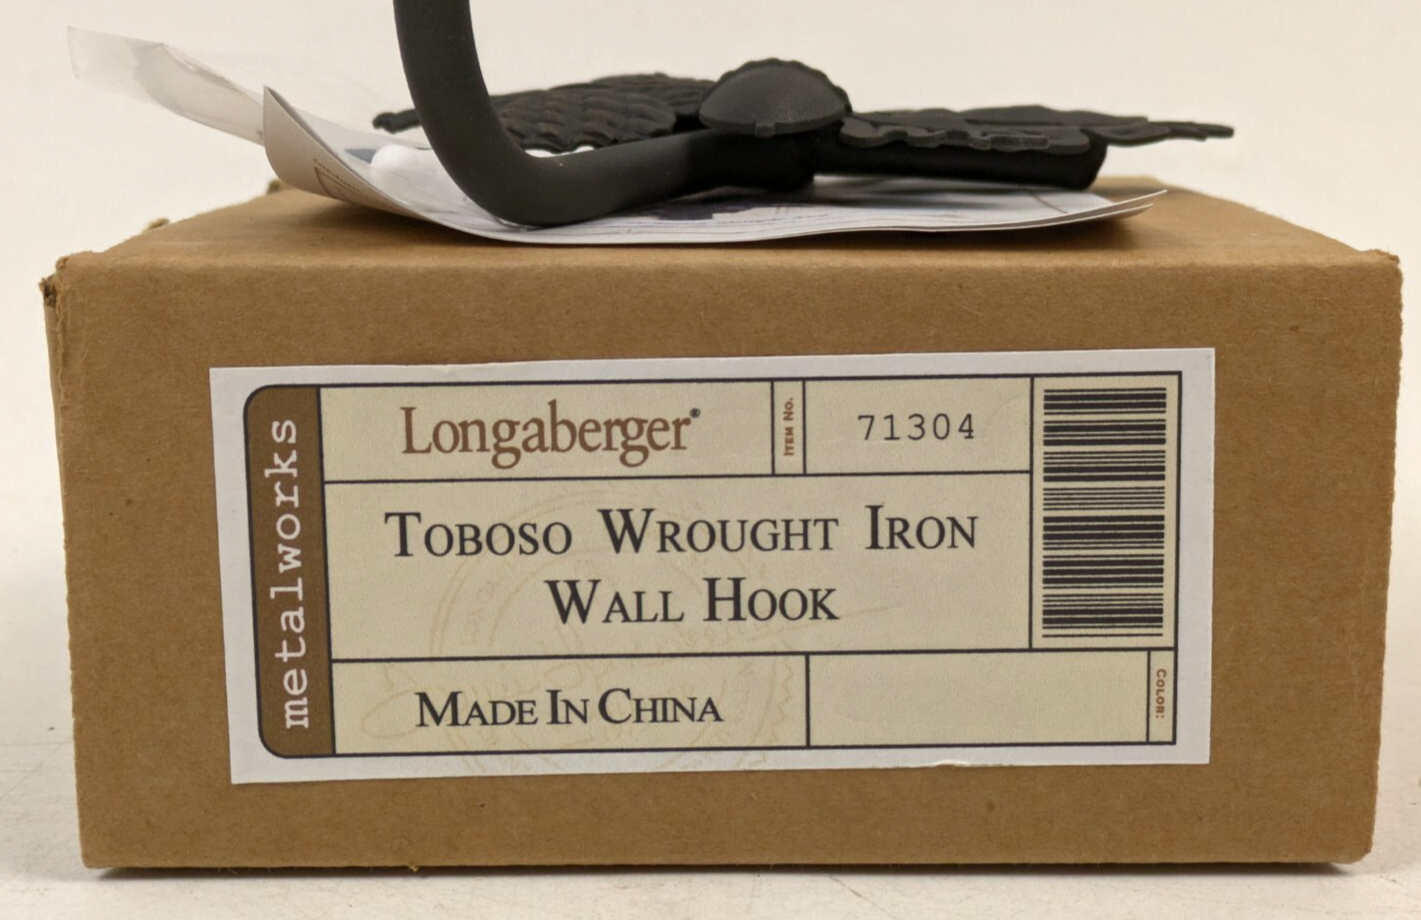 metalworks
Longaberger®
ITEM NO.
71304
TOBOSO WROUGHT IRON
WALL HOOK
MADE IN CHINA
COLOR: